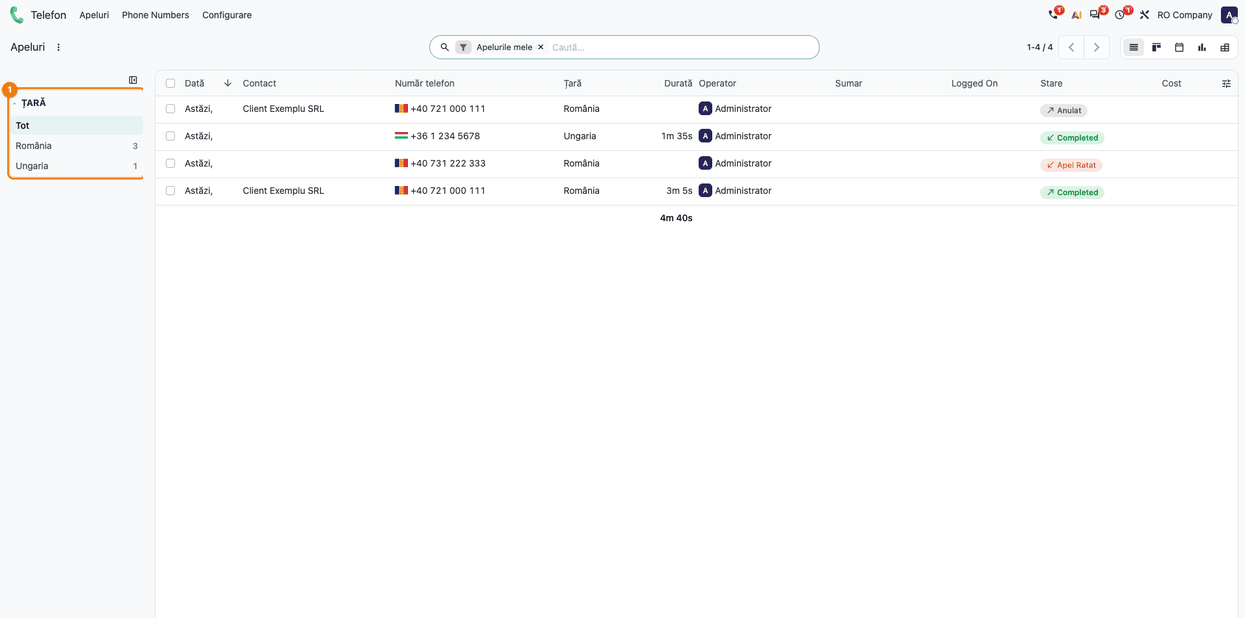 Telefon Apeluri Phone Numbers Configurare 1 3 1 RO Company A
Apeluri Apelurile mele Caută... 1-4 / 4
1
ȚARĂ
Tot
România 3
Ungaria 1
Dată Contact Număr telefon Țară Durată Operator Sumar Logged On Stare Cost
Astăzi, Client Exemplu SRL +40 721 000 111 România A Administrator Anulat
Astăzi, +36 1 234 5678 Ungaria 1m 35s A Administrator Completed
Astăzi, +40 731 222 333 România A Administrator Apel Ratat
Astăzi, Client Exemplu SRL +40 721 000 111 România 3m 5s A Administrator Completed
4m 40s